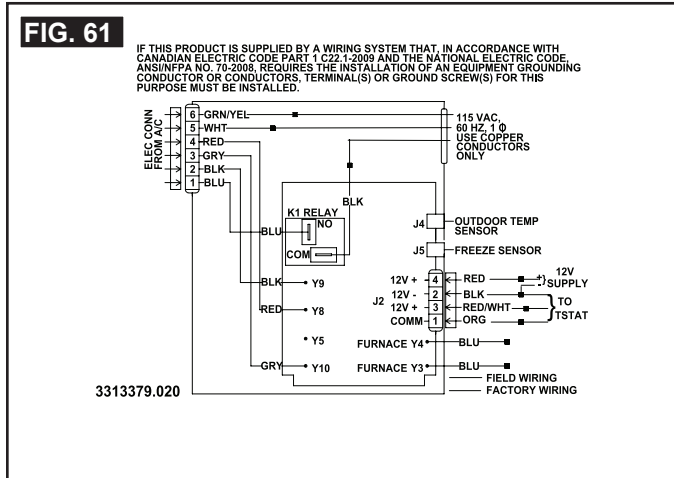 FIG. 61
IF THIS PRODUCT IS SUPPLIED BY A WIRING SYSTEM THAT, IN ACCORDANCE WITH
CANADIAN ELECTRIC CODE PART 1 C22.1-2009 AND THE NATIONAL ELECTRIC CODE,
ANSI/NFPA NO. 70-2008, REQUIRES THE INSTALLATION OF AN EQUIPMENT GROUNDING
CONDUCTOR OR CONDUCTORS, TERMINAL(S) OR GROUND SCREW(S) FOR THIS
PURPOSE MUST BE INSTALLED.
ELEC CONN
FROM A/C
6 GRN/YEL
5 WHT
4 RED
3 GRY
2 BLK
1 BLU
115 VAC,
60 HZ, 1 Φ
USE COPPER
CONDUCTORS
ONLY
BLK
K1 RELAY
NO
BLU
COM
J4 OUTDOOR TEMP
SENSOR
J5 FREEZE SENSOR
BLK Y9
RED Y8
Y5
GRY Y10
J2
12V + 4 RED
12V - 2 BLK
12V + 3 RED/WHT
COMM 1 ORG
+ 12V
- SUPPLY
TO
TSTAT
FURNACE Y4 BLU
FURNACE Y3 BLU
FIELD WIRING
FACTORY WIRING
3313379.020